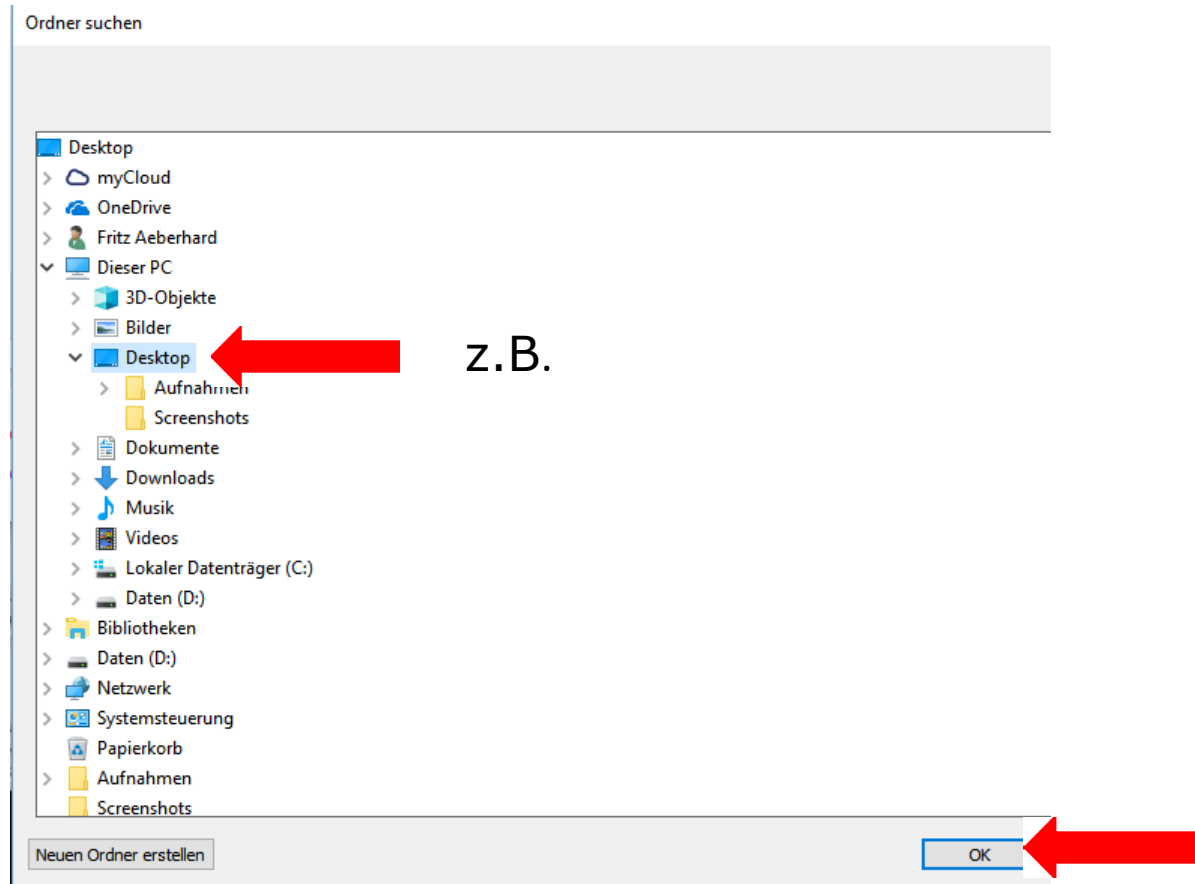 Ordner suchen
Desktop
myCloud
OneDrive
Fritz Aeberhard
Dieser PC
3D-Objekte
Bilder
Desktop
z.B.
Aufnahmen
Screenshots
Dokumente
Downloads
Musik
Videos
Lokaler Datenträger (C:)
Daten (D:)
Bibliotheken
Daten (D:)
Netzwerk
Systemsteuerung
Papierkorb
Aufnahmen
Screenshots
Neuen Ordner erstellen
OK